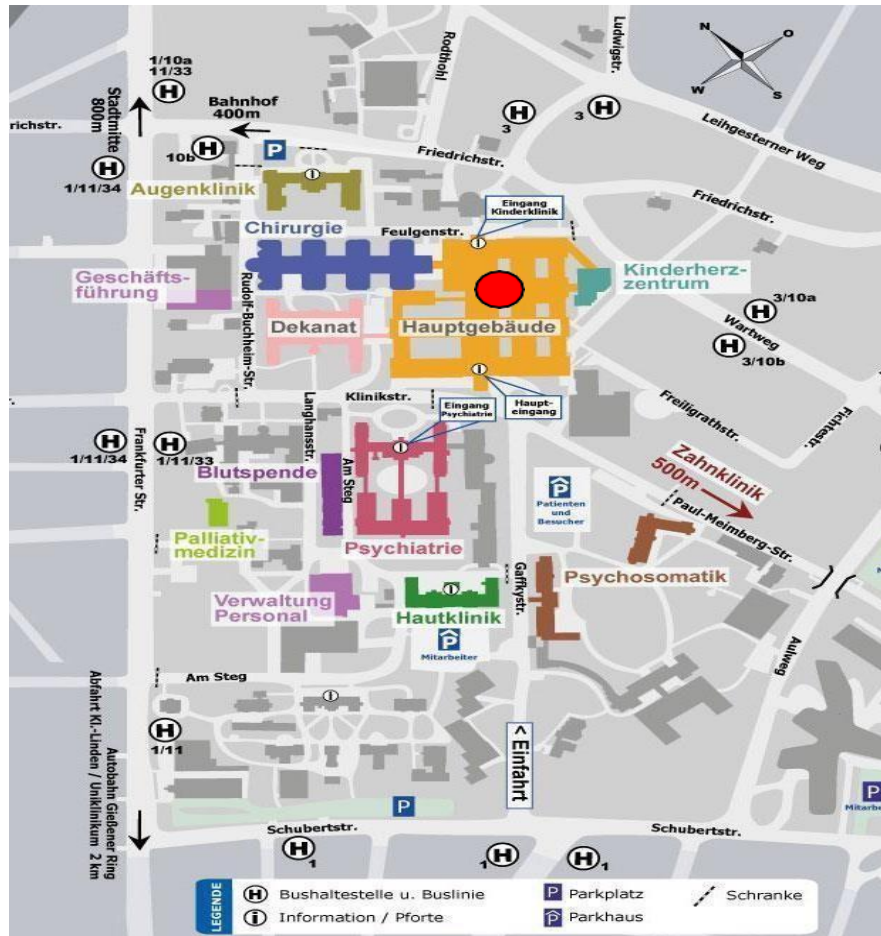 1/10a
11/33
H
Stadtmitte
800m
Bahnhof
400m
Rodthohl
Ludwigstr.
N
O
W
S
H
3
3
H
richstr.
10b
H
P
Friedrichstr.
Leihgesterner Weg
H
1/11/34
i
Augenklinik
Eingang
Kinderklinik
Friedrichstr.
Chirurgie
Feulgenstr.
i
Geschäfts-
führung
Rudolf-Buchheim-Str.
Kinderherz-
zentrum
Dekanat
Hauptgebäude
H
3/10a
Wartweg
H
3/10b
i
Klinikstr.
Eingang
Psychiatrie
Haupt-
eingang
Freiligrathstr.
Fichtestr.
Langhansstr.
H
1/11/34
Frankfurter Str.
H
1/11/33
i
Zahnklinik
500m
Blutspende
Am Steg
P
Patienten
und
Besucher
Paul-Meimberg-Str.
Palliativ-
medizin
Psychiatrie
Gaffkystr.
Psychosomatik
Verwaltung
Personal
i
Hautklinik
P
Mitarbeiter
Aulweg
Am Steg
i
Abfahrt Kl.-Linden / Uniklinikum 2 km
Autobahn Gießener Ring
H
1/11
< Einfahrt
P
P
Mitarbei
Schubertstr.
Schubertstr.
H
1
1
H
H
1
LEGENDE
H Bushaltestelle u. Buslinie
P Parkplatz
Schranke
i Information / Pforte
P Parkhaus